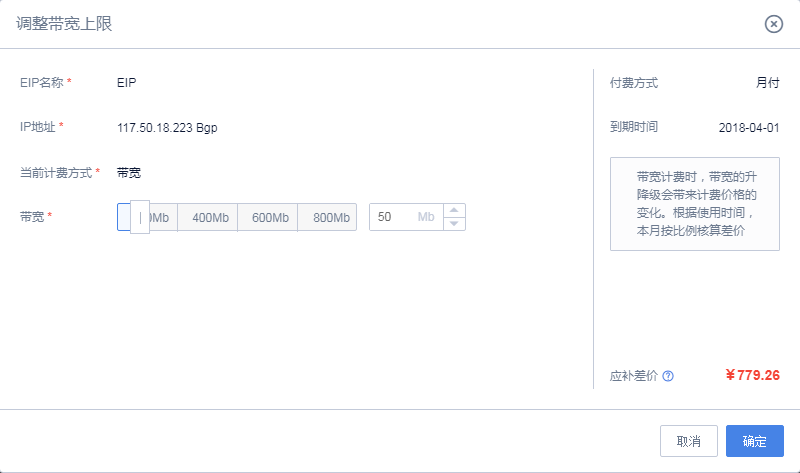 调整带宽上限
EIP名称 * EIP
IP地址 * 117.50.18.223 Bgp
当前计费方式 * 带宽
带宽 * 0Mb 400Mb 600Mb 800Mb 50 Mb
付费方式 月付
到期时间 2018-04-01
带宽计费时，带宽的升
降级会带来计费价格的
变化。根据使用时间，
本月按比例核算差价
应补差价 ? ¥779.26
取消 确定